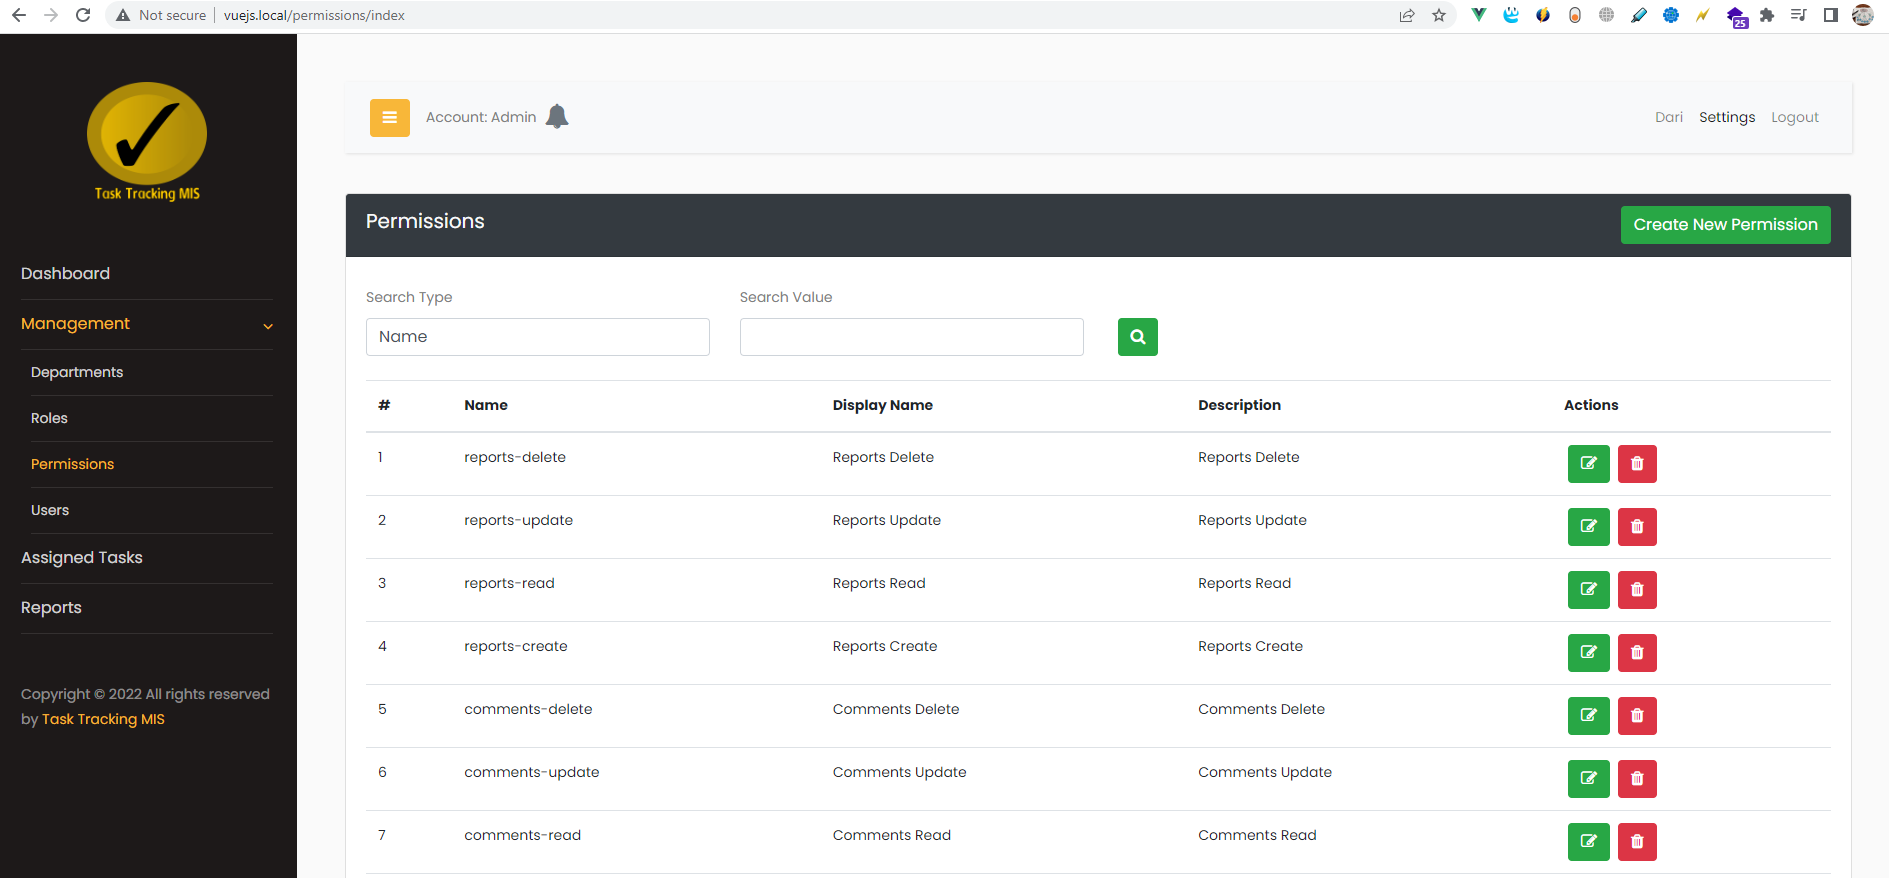 Not secure
vuejs.local/permissions/index
25
Task Tracking MIS
Account: Admin
Dari
Settings
Logout
Dashboard
Management
Departments
Roles
Permissions
Users
Assigned Tasks
Reports
Copyright © 2022 All rights reserved
by Task Tracking MIS
Permissions
Create New Permission
Search Type
Search Value
Name
# Name Display Name Description Actions
1 reports-delete Reports Delete Reports Delete
2 reports-update Reports Update Reports Update
3 reports-read Reports Read Reports Read
4 reports-create Reports Create Reports Create
5 comments-delete Comments Delete Comments Delete
6 comments-update Comments Update Comments Update
7 comments-read Comments Read Comments Read